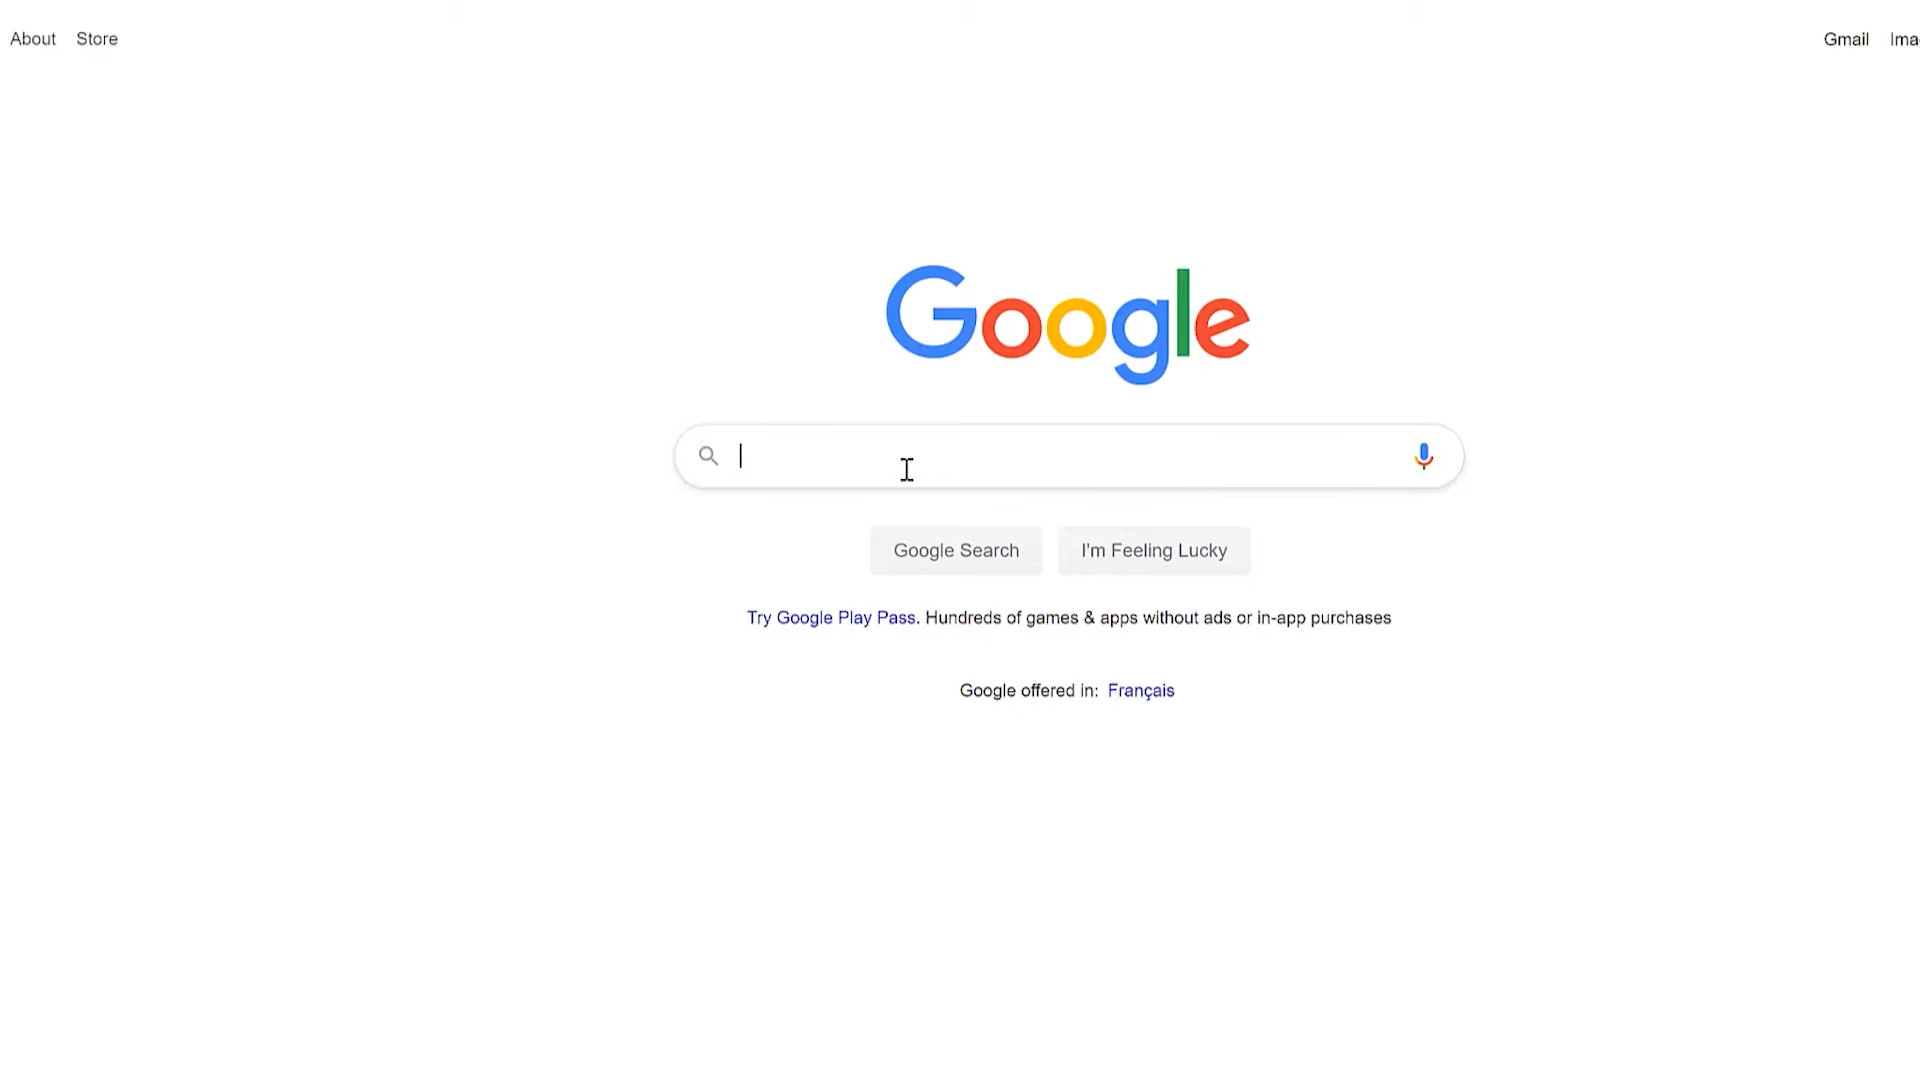 About Store
Gmail Ima
Google
Google Search I'm Feeling Lucky
Try Google Play Pass. Hundreds of games & apps without ads or in-app purchases
Google offered in: Français